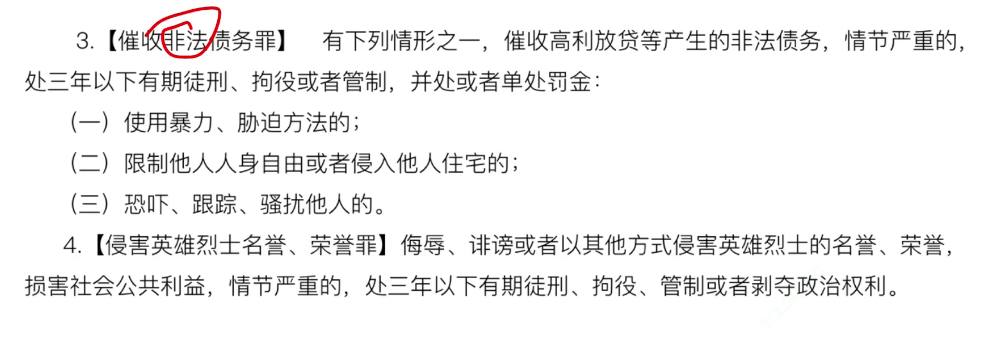 3.【催收非法债务罪】 有下列情形之一，催收高利放贷等产生的非法债务，情节严重的，
处三年以下有期徒刑、拘役或者管制，并处或者单处罚金：
（一）使用暴力、胁迫方法的；
（二）限制他人人身自由或者侵入他人住宅的；
（三）恐吓、跟踪、骚扰他人的。
4.【侵害英雄烈士名誉、荣誉罪】侮辱、诽谤或者以其他方式侵害英雄烈士的名誉、荣誉，
损害社会公共利益，情节严重的，处三年以下有期徒刑、拘役、管制或者剥夺政治权利。